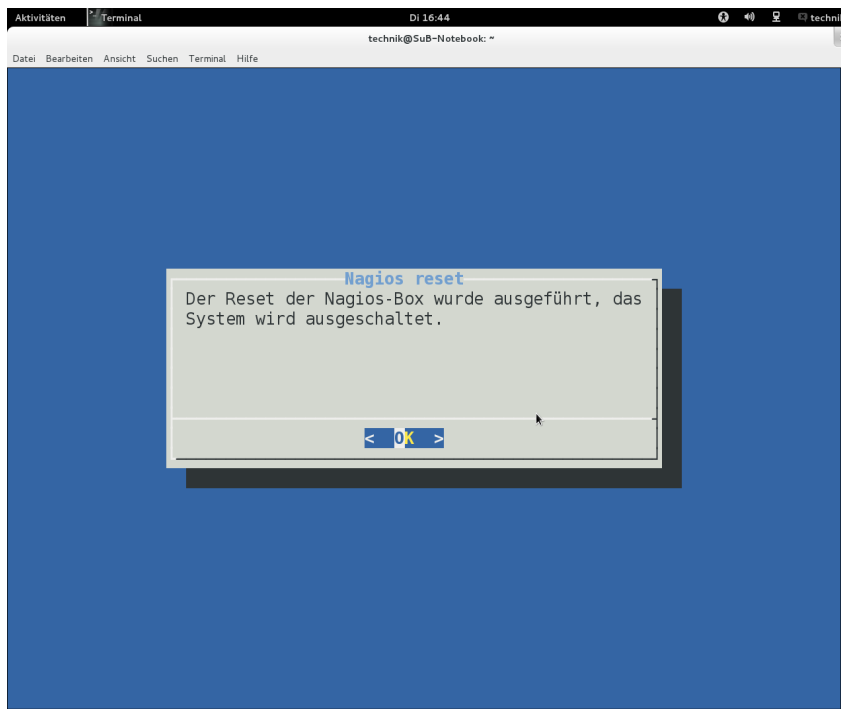 Aktivitäten Terminal Di 16:44 techni
technik@SuB-Notebook: ~
Datei Bearbeiten Ansicht Suchen Terminal Hilfe
Nagios reset
Der Reset der Nagios-Box wurde ausgeführt, das
System wird ausgeschaltet.
< OK >